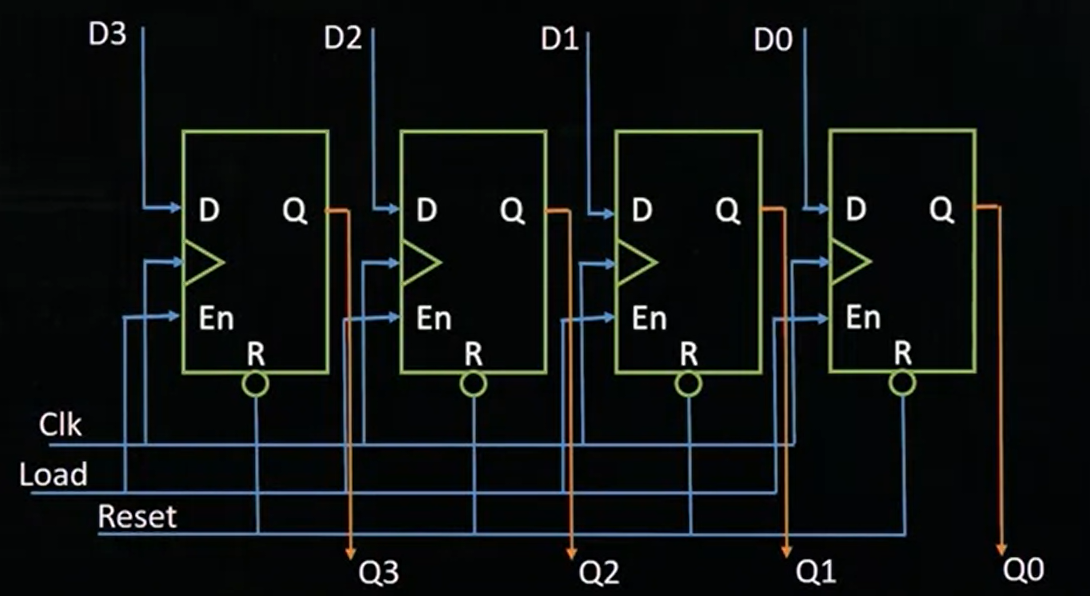 D3 D2 D1 D0
D Q D Q D Q D Q
En En En En
R R R R
Clk
Load
Reset
Q3 Q2 Q1 Q0